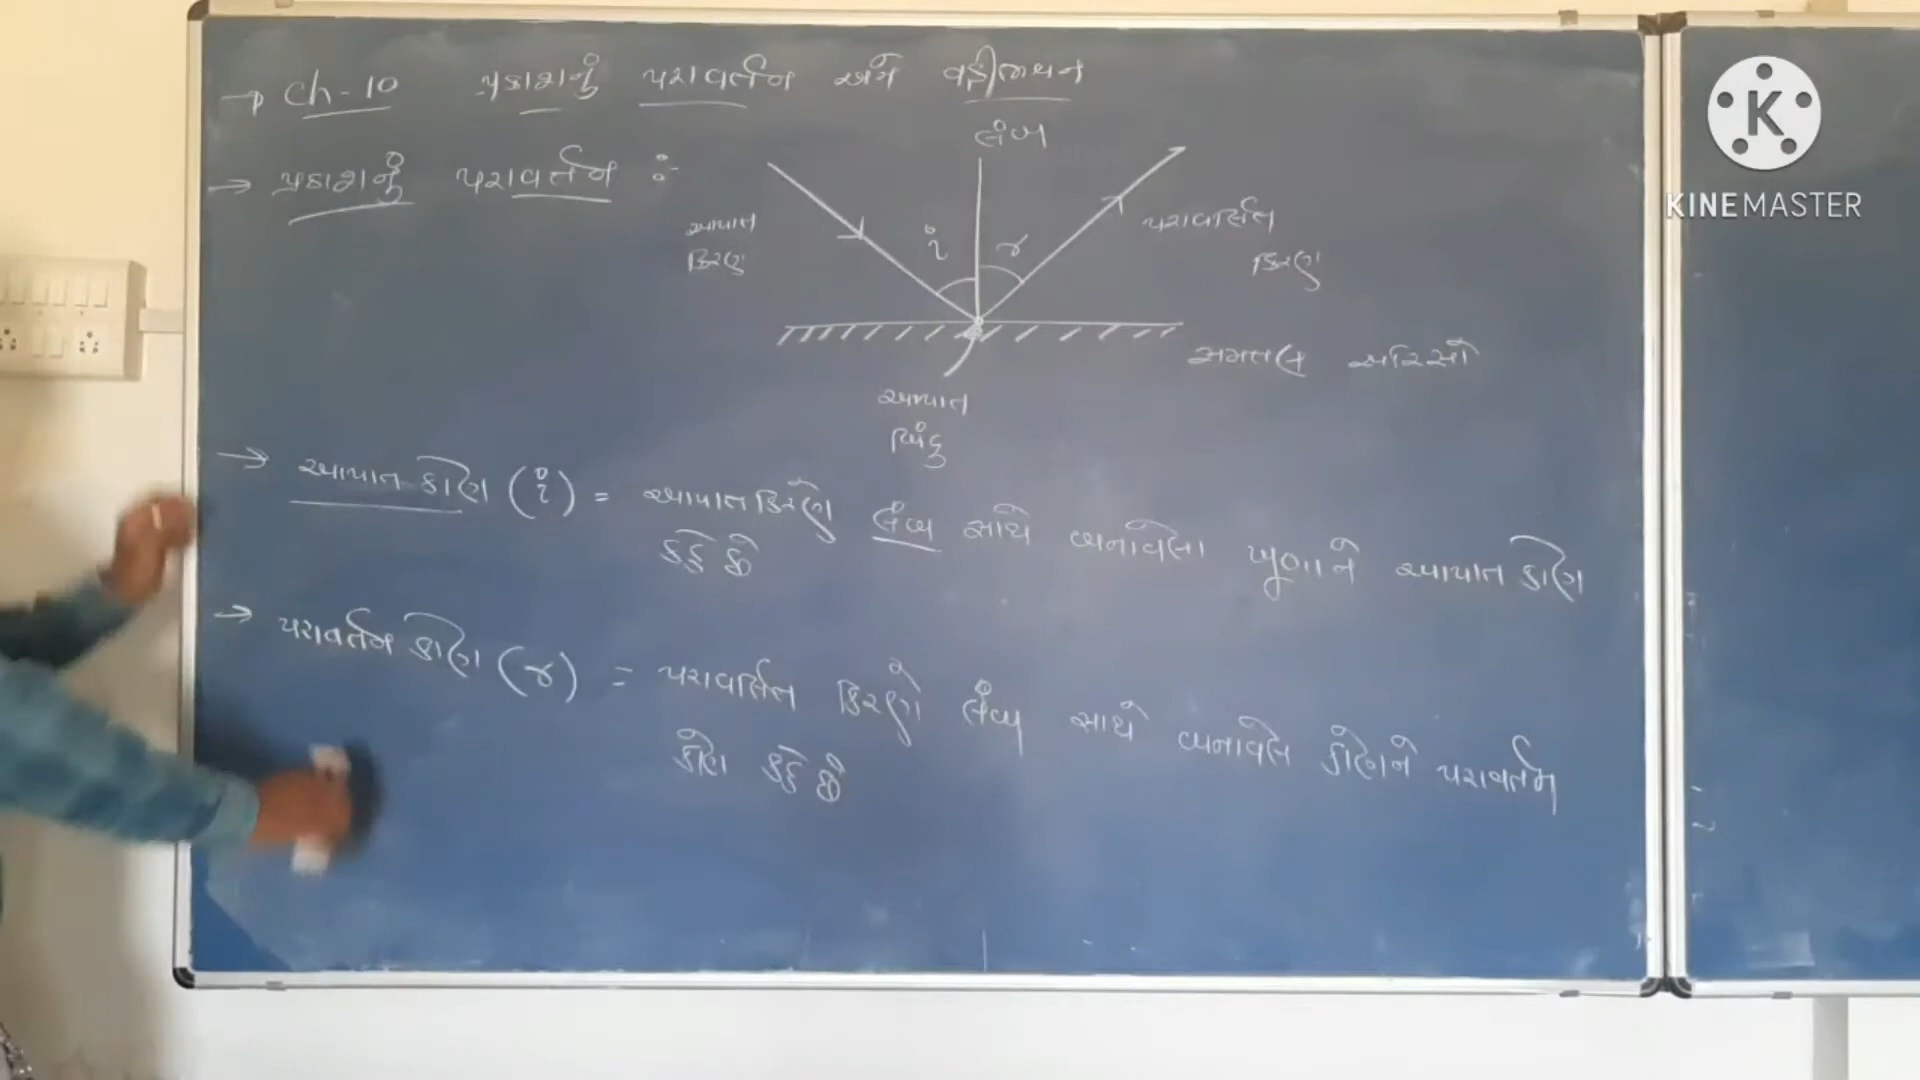 → Ch - 10 પ્રકાશનું પરાવર્તન અને વક્રીભવન
લંબ
→ પ્રકાશનું પરાવર્તન :-
આપાત
કિરણ
i
r
પરાવર્તિત
કિરણ
સમતલ અરિસો
આપાત
બિંદુ
→ આપાત કોણ (i) = આપાત કિરણે લંબ સાથે બનાવેલા ખૂણાને આપાત કોણ
કહે છે
→ પરાવર્તન કોણ (r) = પરાવર્તિત કિરણે લંબ સાથે બનાવેલ કોણને પરાવર્તન
કોણ કહે છે
K
KINEMASTER